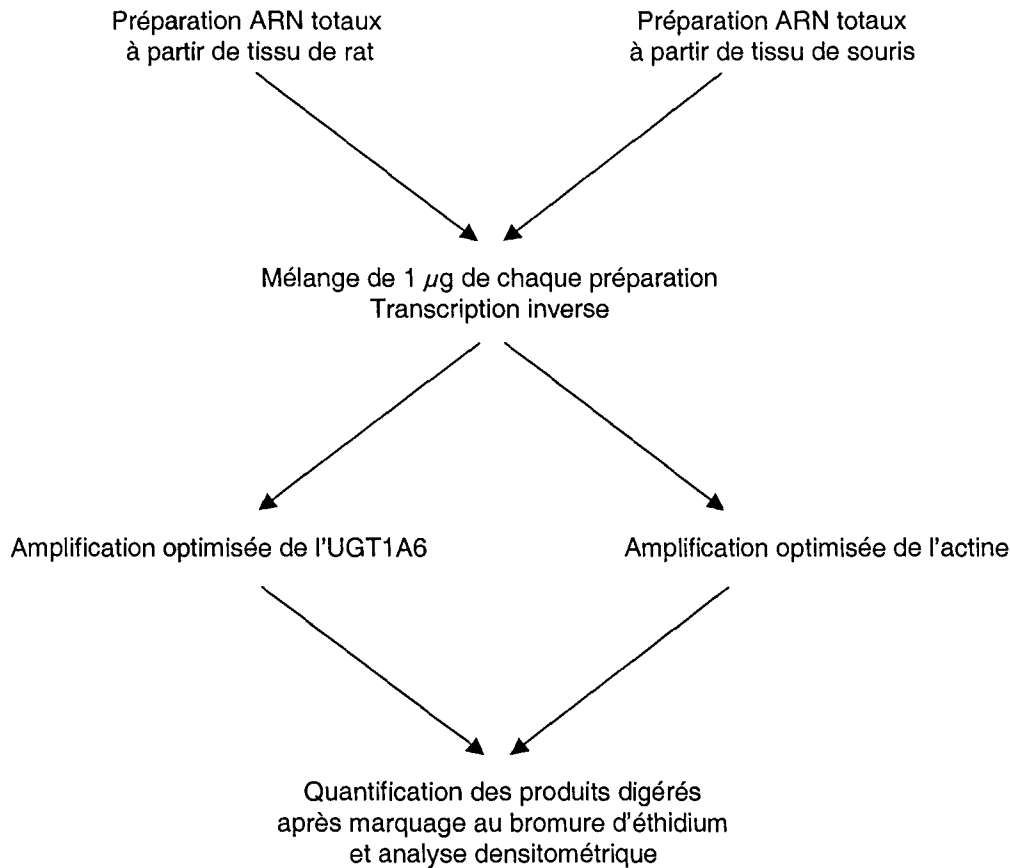 Préparation ARN totaux
à partir de tissu de rat
Préparation ARN totaux
à partir de tissu de souris
Mélange de 1 µg de chaque préparation
Transcription inverse
Amplification optimisée de l'UGT1A6
Amplification optimisée de l'actine
Quantification des produits digérés
après marquage au bromure d'éthidium
et analyse densitométrique